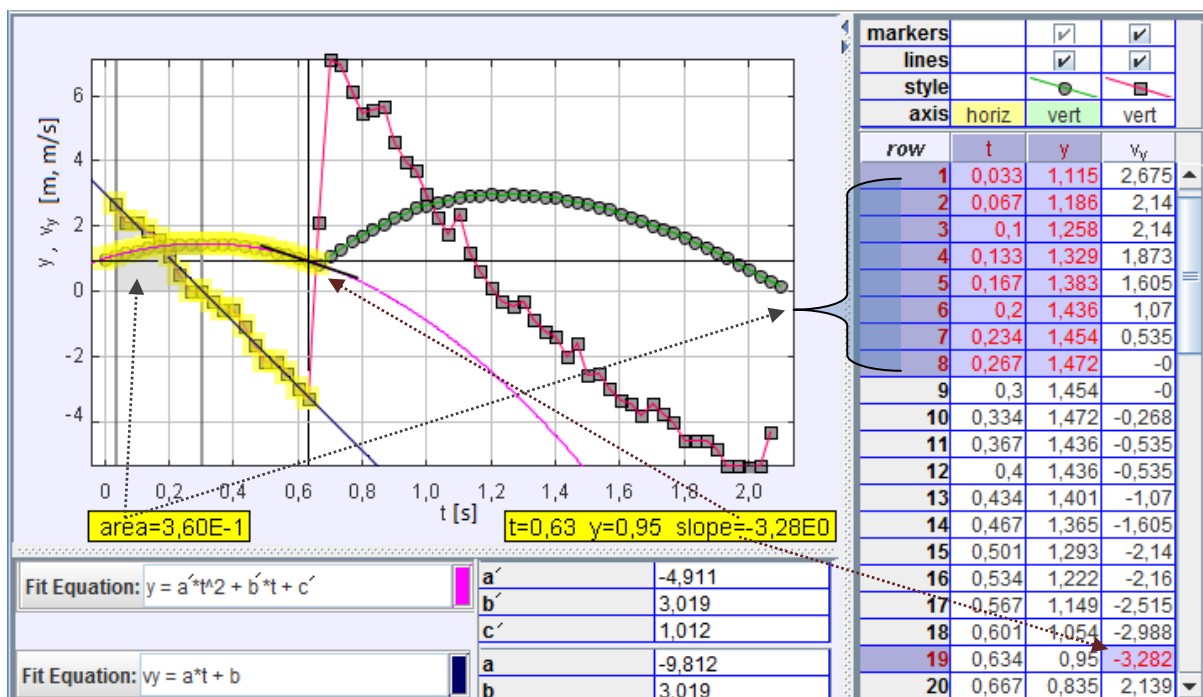 y, vy [m, m/s]
6
4
2
0
-2
-4
0 0,2 0,4 0,6 0,8 1,0 1,2 1,4 1,6 1,8 2,0
t [s]
area=3,60E-1
t=0,63 y=0,95 slope=-3,28E0
Fit Equation: y = a´*t^2 + b´*t + c´
a´ -4,911
b´ 3,019
c´ 1,012
Fit Equation: vy = a*t + b
a -9,812
b 3,019
markers
lines
style
axis horiz vert vert
row t y vy
1 0,033 1,115 2,675
2 0,067 1,186 2,14
3 0,1 1,258 2,14
4 0,133 1,329 1,873
5 0,167 1,383 1,605
6 0,2 1,436 1,07
7 0,234 1,454 0,535
8 0,267 1,472 -0
9 0,3 1,454 -0
10 0,334 1,472 -0,268
11 0,367 1,436 -0,535
12 0,4 1,436 -0,535
13 0,434 1,401 -1,07
14 0,467 1,365 -1,605
15 0,501 1,293 -2,14
16 0,534 1,222 -2,16
17 0,567 1,149 -2,515
18 0,601 1,054 -2,988
19 0,634 0,95 -3,282
20 0,667 0,835 2,139